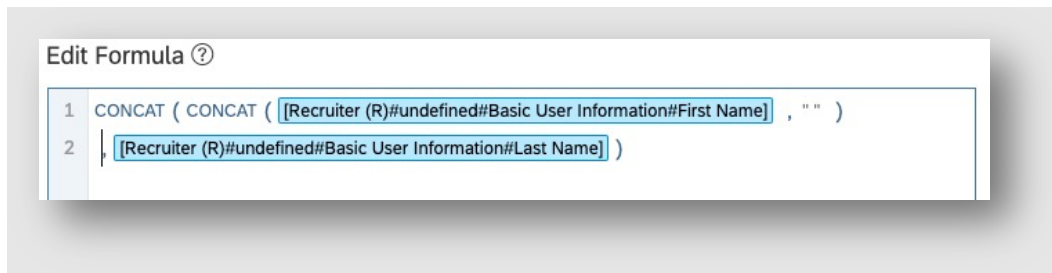 Edit Formula ?
1 CONCAT ( CONCAT ( [Recruiter (R)#undefined#Basic User Information#First Name] , "" )
2 , [Recruiter (R)#undefined#Basic User Information#Last Name] )